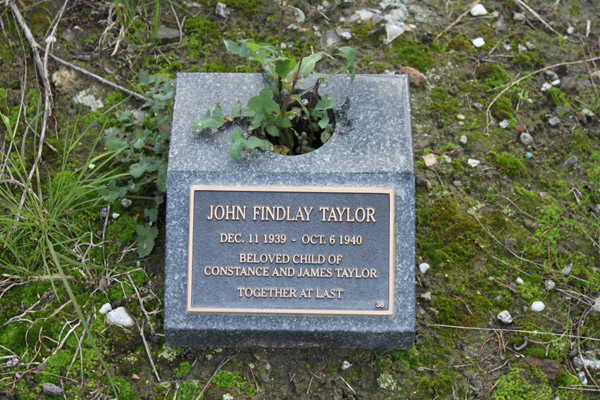 JOHN FINDLAY TAYLOR
DEC. 11 1939 - OCT. 6 1940
BELOVED CHILD OF
CONSTANCE AND JAMES TAYLOR
TOGETHER AT LAST
38